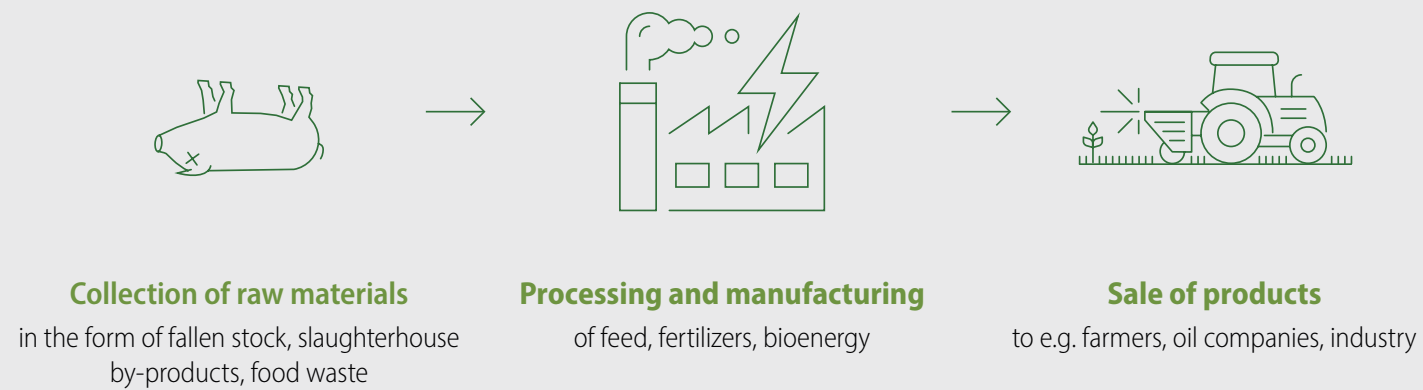 Collection of raw materials
in the form of fallen stock, slaughterhouse
by-products, food waste
Processing and manufacturing
of feed, fertilizers, bioenergy
Sale of products
to e.g. farmers, oil companies, industry